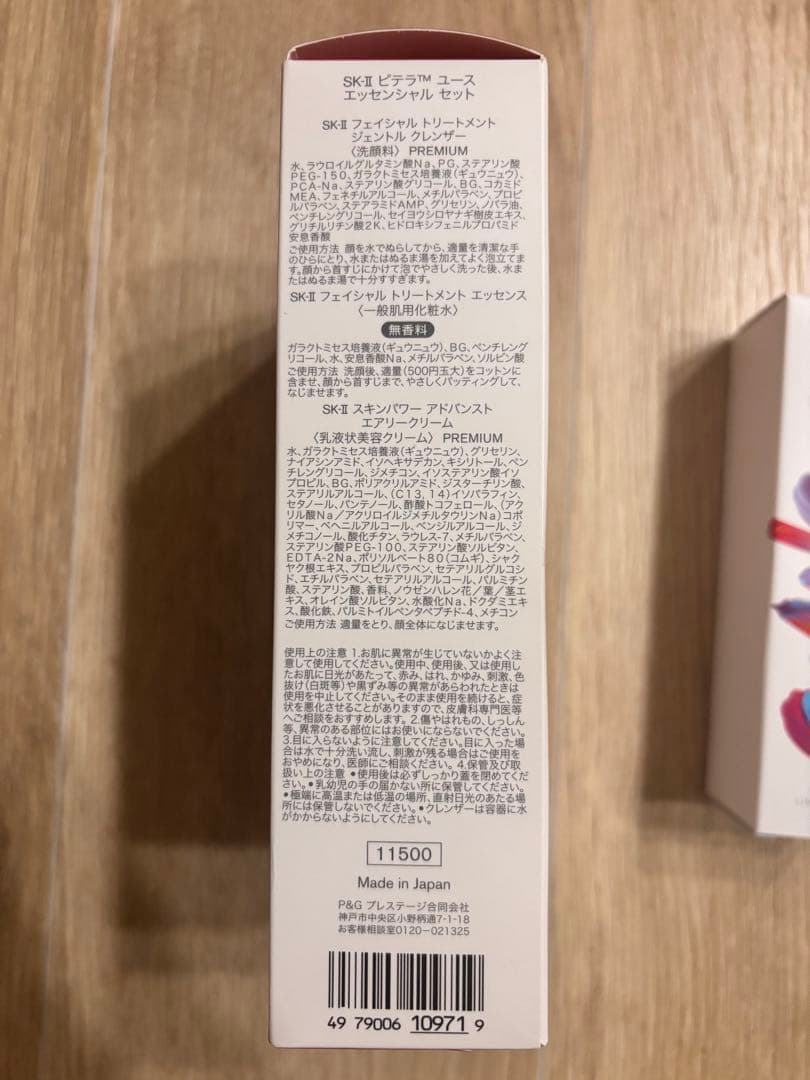 SK-II ピテラ™ ユース
エッセンシャル セット
SK-II フェイシャル トリートメント
ジェントル クレンザー
〈洗顔料〉 PREMIUM
水、ラウロイルグルタミン酸Na、PG、ステアリン酸
PEG-150、ガラクトミセス培養液(ギュウニュウ)、
PCA-Na、ステアリン酸グリコール、BG、コカミド
MEA、フェネチルアルコール、メチルパラベン、プロピ
ルパラベン、ステアラミドAMP、グリセリン、ノバラ油、
ペンチレングリコール、セイヨウシロヤナギ樹皮エキス、
グリチルリチン酸2K、ヒドロキシフェニルプロパミド
安息香酸
ご使用方法 顔を水でぬらしてから、適量を清潔な手
のひらにとり、水またはぬるま湯を加えてよく泡立てま
す。顔から首すじにかけて泡でやさしく洗った後、水ま
たはぬるま湯で十分すすぎます。
SK-II フェイシャル トリートメント エッセンス
〈一般肌用化粧水〉
無香料
ガラクトミセス培養液(ギュウニュウ)、BG、ペンチレング
リコール、水、安息香酸Na、メチルパラベン、ソルビン酸
ご使用方法 洗顔後、適量(500円玉大)をコットンに
含ませ、顔から首すじまで、やさしくパッティングして、
なじませます。
SK-II スキンパワー アドバンスト
エアリークリーム
〈乳液状美容クリーム〉 PREMIUM
水、ガラクトミセス培養液(ギュウニュウ)、グリセリン、
ナイアシンアミド、イソヘキサデカン、キシリトール、ペン
チレングリコール、ジメチコン、イソステアリン酸イソ
プロピル、BG、ポリアクリルアミド、ジスターチリン酸、
ステアリルアルコール、(C13, 14)イソパラフィン、
セタノール、パンテノール、酢酸トコフェロール、(アク
リル酸Na/アクリロイルジメチルタウリンNa)コポ
リマー、ベヘニルアルコール、ベンジルアルコール、ジ
メチコノール、酸化チタン、ラウレス-7、メチルパラベン、
ステアリン酸PEG-100、ステアリン酸ソルビタン、
EDTA-2Na、ポリソルベート80(コムギ)、シャク
ヤク根エキス、プロピルパラベン、セテアリルグルコシ
ド、エチルパラベン、セテアリルアルコール、パルミチン
酸、ステアリン酸、香料、ノウゼンハレン花/葉/茎エ
キス、オレイン酸ソルビタン、水酸化Na、ドクダミエキ
ス、酸化鉄、パルミトイルペンタペプチド-4、メチコン
ご使用方法 適量をとり、顔全体になじませます。
使用上の注意 1.お肌に異常が生じていないかよく注
意して使用してください。使用中、使用後、又は使用し
たお肌に日光があたって、赤み、はれ、かゆみ、刺激、色
抜け(白斑等)や黒ずみ等の異常があらわれたときは
使用を中止してください。そのまま使用を続けると、症
状を悪化させることがありますので、皮膚科専門医等
へご相談をおすすめします。2.傷やはれもの、しっしん
等、異常のある部位にはお使いにならないでください。
3.目に入らないように注意してください。目に入った場
合は水で十分洗い流し、刺激が残る場合はご使用を
おやめになり、医師にご相談ください。4.保管及び取
扱い上の注意 ●使用後は必ずしっかり蓋を閉めてくだ
さい。●乳幼児の手の届かない所に保管してください。
●極端に高温または低温の場所、直射日光のあたる場
所には保管しないでください。●クレンザーは容器に水
がかからないようにしてください。
11500
Made in Japan
P&G プレステージ合同会社
神戸市中央区小野柄通7-1-18
お客様相談室0120-021325
49 79006 10971 9